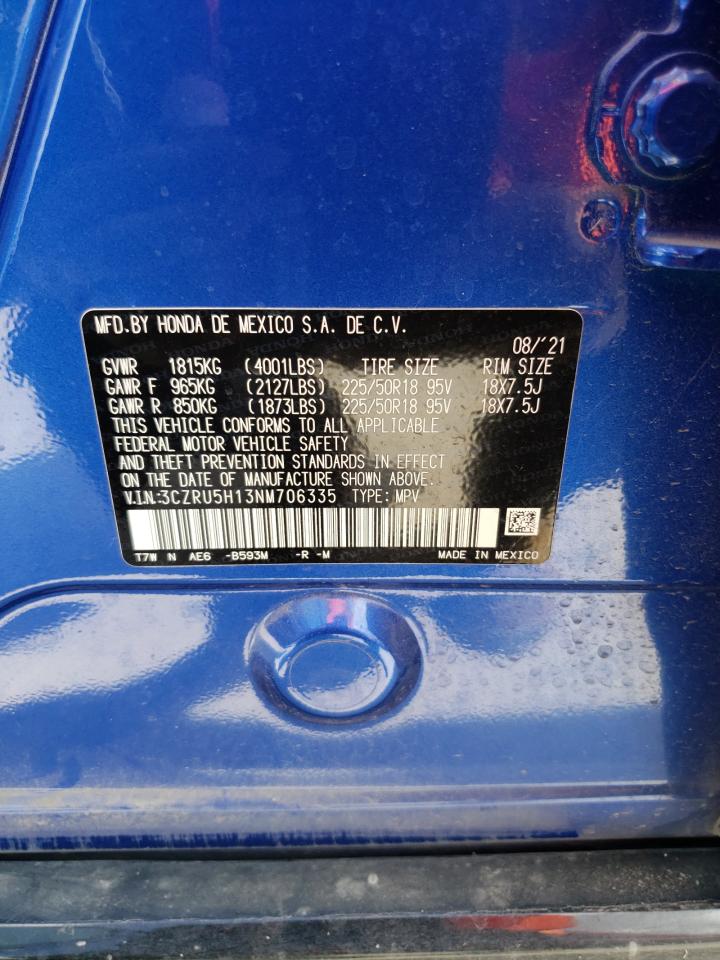 MFD.BY HONDA DE MEXICO S.A. DE C.V.
08/'21
GVWR 1815KG (4001LBS) TIRE SIZE RIM SIZE
GAWR F 965KG (2127LBS) 225/50R18 95V 18X7.5J
GAWR R 850KG (1873LBS) 225/50R18 95V 18X7.5J
THIS VEHICLE CONFORMS TO ALL APPLICABLE
FEDERAL MOTOR VEHICLE SAFETY
AND THEFT PREVENTION STANDARDS IN EFFECT
ON THE DATE OF MANUFACTURE SHOWN ABOVE.
V.I.N:3CZRU5H13NM706335 TYPE: MPV
T7W N AE6 -B593M -R -M MADE IN MEXICO